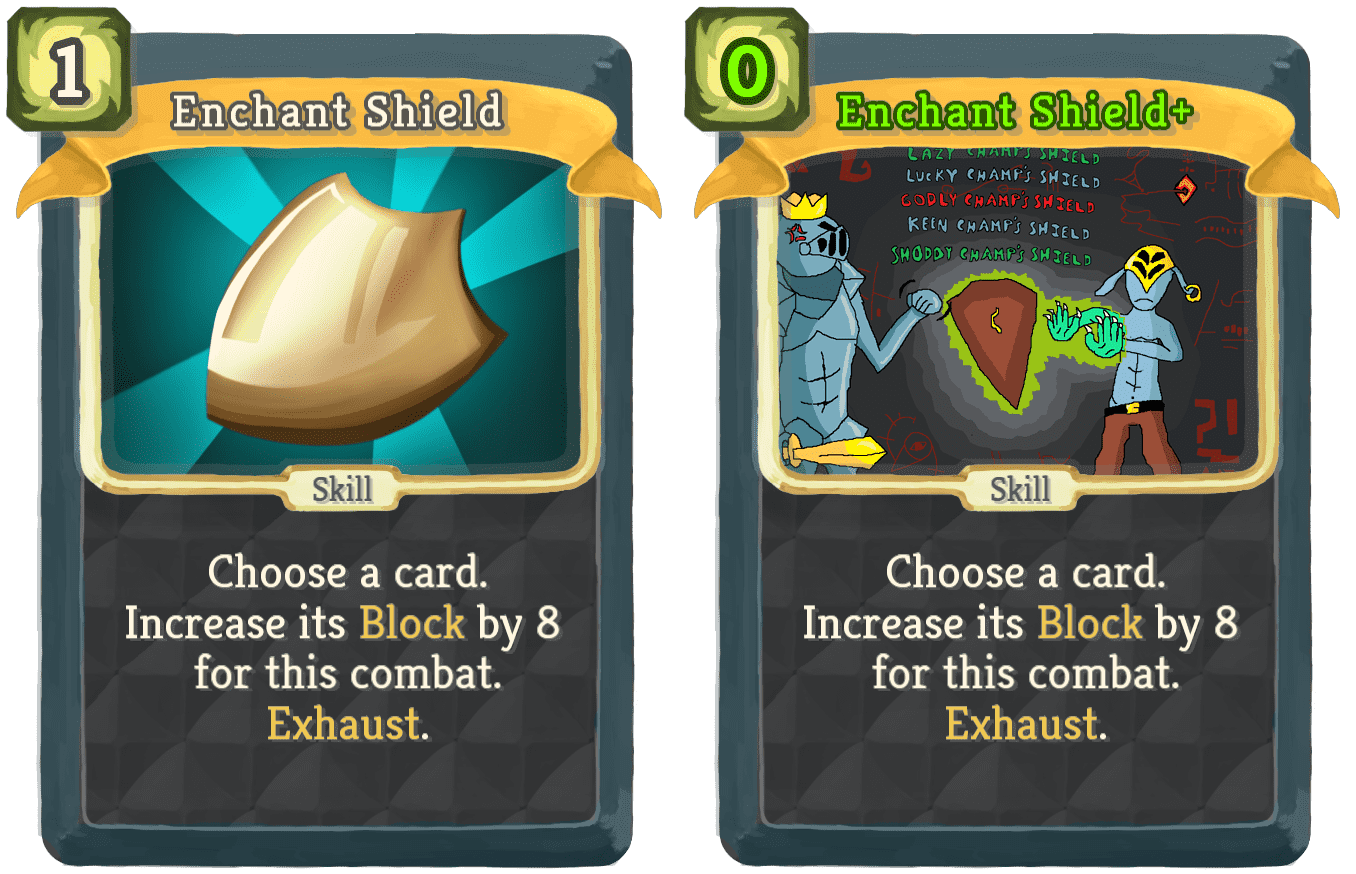 1
Enchant Shield
Skill
Choose a card.
Increase its Block by 8
for this combat.
Exhaust.
0
Enchant Shield+
LAZY CHAMP'S SHIELD
LUCKY CHAMP'S SHIELD
GODLY CHAMP'S SHIELD
KEEN CHAMP'S SHIELD
SHODDY CHAMP'S SHIELD
21
Skill
Choose a card.
Increase its Block by 8
for this combat.
Exhaust.